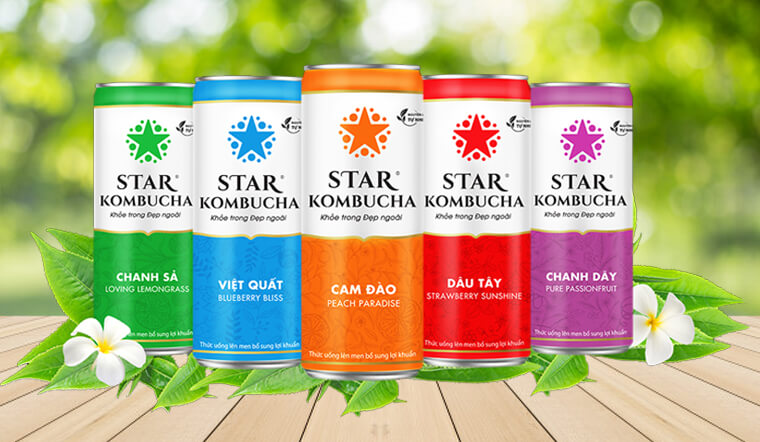 STAR®
KOMBUCHA
Khỏe trong Đẹp ngoài
CHANH SẢ
LOVING LEMONGRASS
men bổ sung lợi khuẩn
STAR®
KOMBUCHA
Khỏe trong Đẹp ngoài
VIỆT QUẤT
BLUEBERRY BLISS
Thức uống lên men bổ sung lợi khuẩn
STAR®
KOMBUCHA
Khỏe trong Đẹp ngoài
CAM ĐÀO
PEACH PARADISE
Thức uống lên men bổ sung lợi khuẩn
STAR®
KOMBUCHA
Khỏe trong Đẹp ngoài
DÂU TÂY
STRAWBERRY SUNSHINE
Thức uống lên men bổ sung lợi khuẩn
STAR®
KOMBUCHA
Khỏe trong Đẹp ngoài
CHANH DÂY
PURE PASSIONFRUIT
Thức uống lên men bổ sung lợi khuẩn